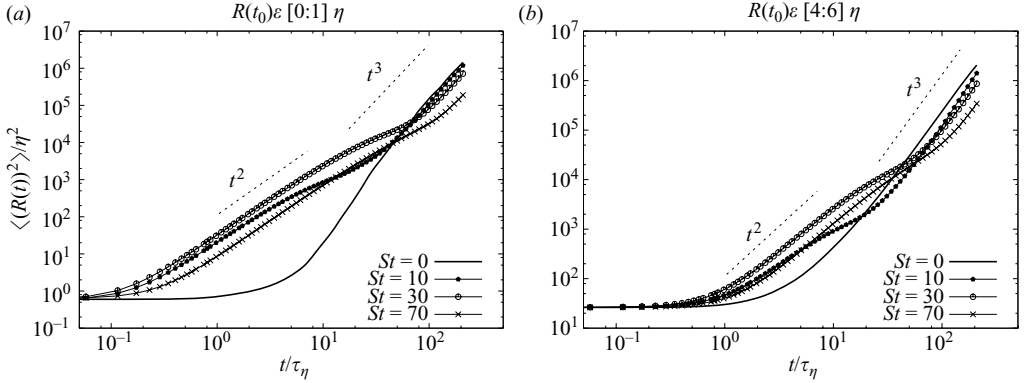 (a) R(t₀)ε [0:1] η
10⁷
10⁶
10⁵
10⁴
10³
10²
10¹
10⁰
10⁻¹
⟨(R(t))²⟩/η²
t²
t³
St = 0
St = 10
St = 30
St = 70
10⁻¹ 10⁰ 10¹ 10²
t/τη
(b) R(t₀)ε [4:6] η
10⁷
10⁶
10⁵
10⁴
10³
10²
10¹
t²
t³
St = 0
St = 10
St = 30
St = 70
10⁻¹ 10⁰ 10¹ 10²
t/τη